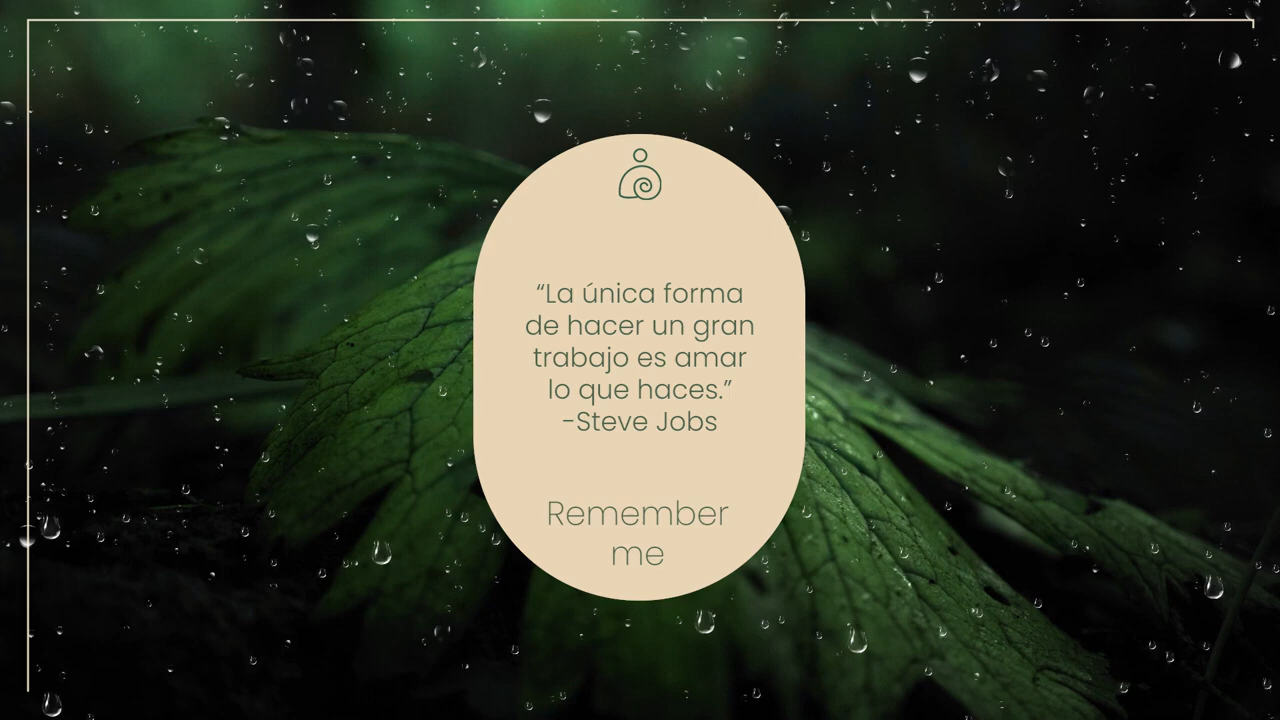 “La única forma
de hacer un gran
trabajo es amar
lo que haces.”
-Steve Jobs
Remember
me